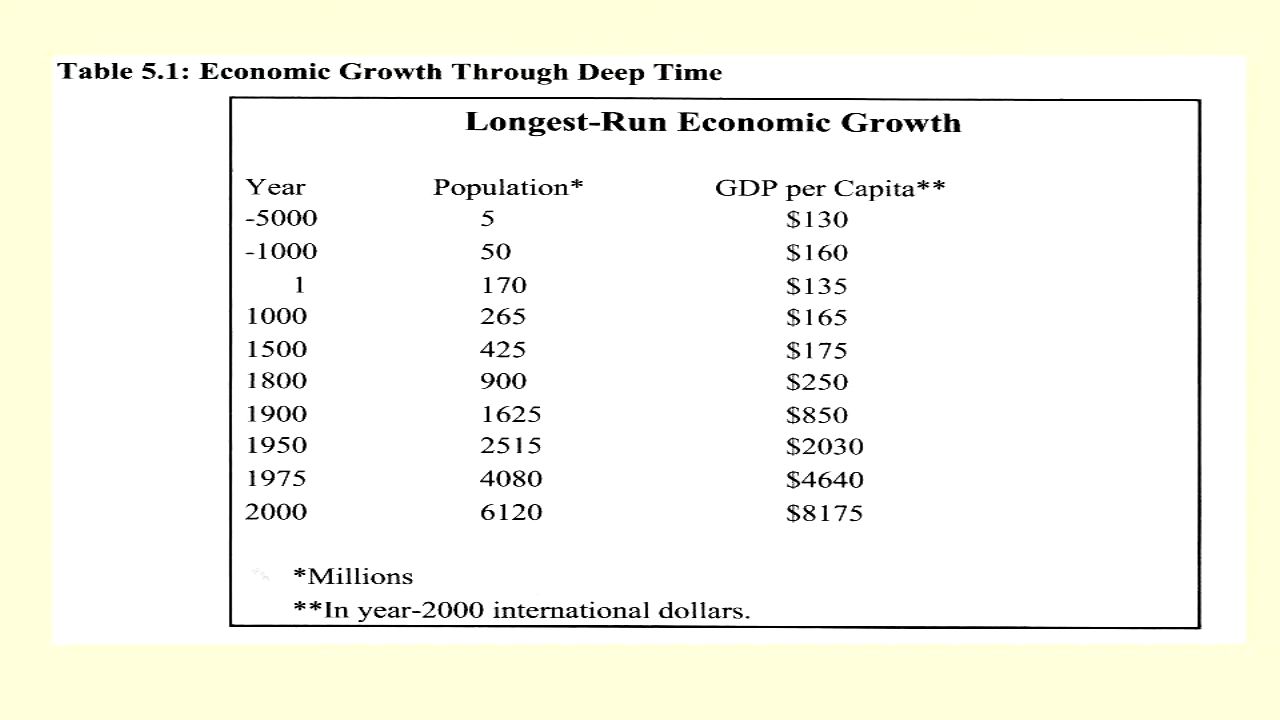 Table 5.1: Economic Growth Through Deep Time
Longest-Run Economic Growth
Year Population* GDP per Capita**
-5000 5 $130
-1000 50 $160
1 170 $135
1000 265 $165
1500 425 $175
1800 900 $250
1900 1625 $850
1950 2515 $2030
1975 4080 $4640
2000 6120 $8175
*Millions
**In year-2000 international dollars.